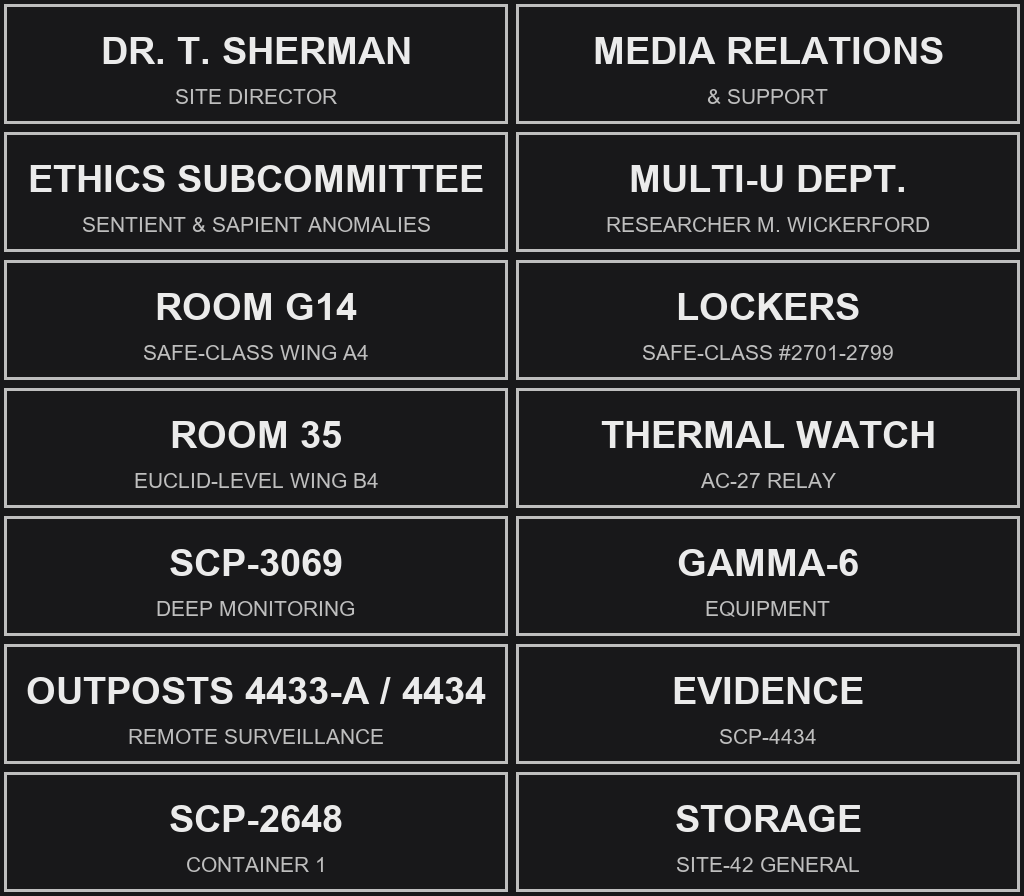 DR. T. SHERMAN
SITE DIRECTOR
MEDIA RELATIONS
& SUPPORT
ETHICS SUBCOMMITTEE
SENTIENT & SAPIENT ANOMALIES
MULTI-U DEPT.
RESEARCHER M. WICKERFORD
ROOM G14
SAFE-CLASS WING A4
LOCKERS
SAFE-CLASS #2701-2799
ROOM 35
EUCLID-LEVEL WING B4
THERMAL WATCH
AC-27 RELAY
SCP-3069
DEEP MONITORING
GAMMA-6
EQUIPMENT
OUTPOSTS 4433-A / 4434
REMOTE SURVEILLANCE
EVIDENCE
SCP-4434
SCP-2648
CONTAINER 1
STORAGE
SITE-42 GENERAL